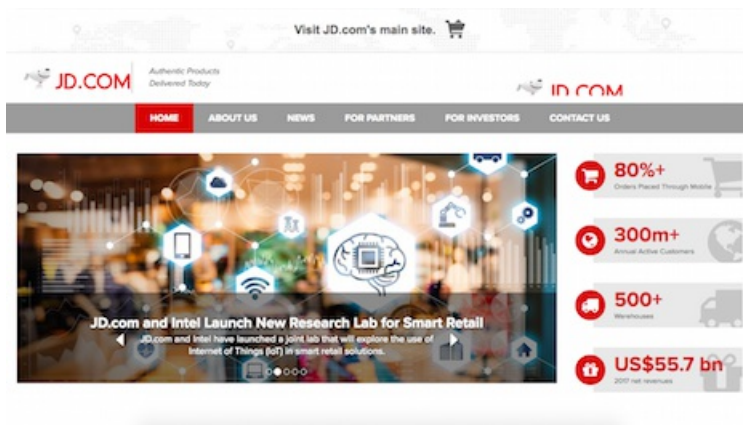 Visit JD.com's main site.
JD.COM
Authentic Products
Delivered Today
JD.COM
HOME ABOUT US NEWS FOR PARTNERS FOR INVESTORS CONTACT US
JD.com and Intel Launch New Research Lab for Smart Retail
JD.com and Intel have launched a joint lab that will explore the use of
Internet of Things (IoT) in smart retail solutions.
80%+
Orders Placed Through Mobile
300m+
Annual Active Customers
500+
Warehouses
US$55.7 bn
2017 net revenues